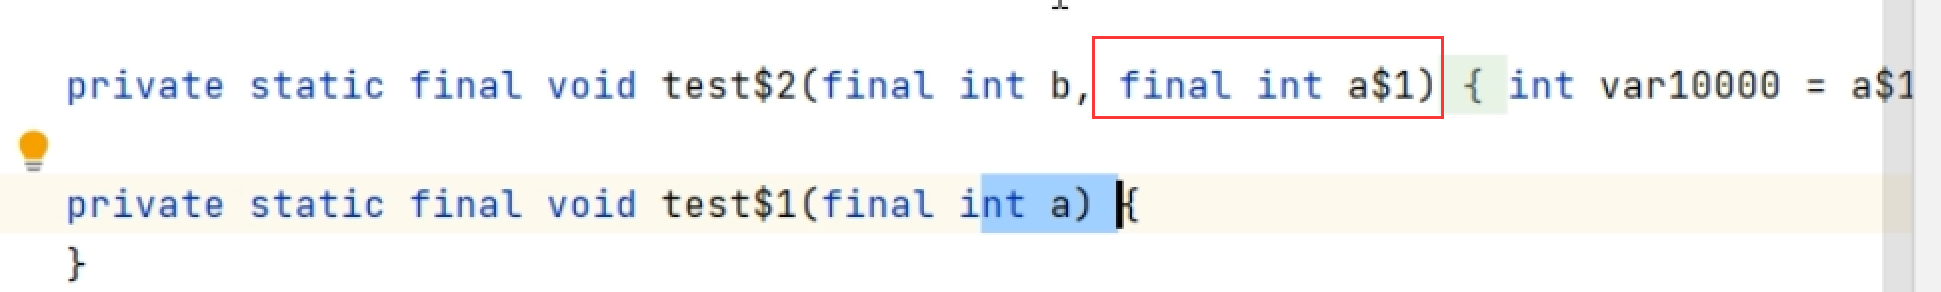 private static final void test$2(final int b, final int a$1) { int var10000 = a$1
private static final void test$1(final int a) {
}